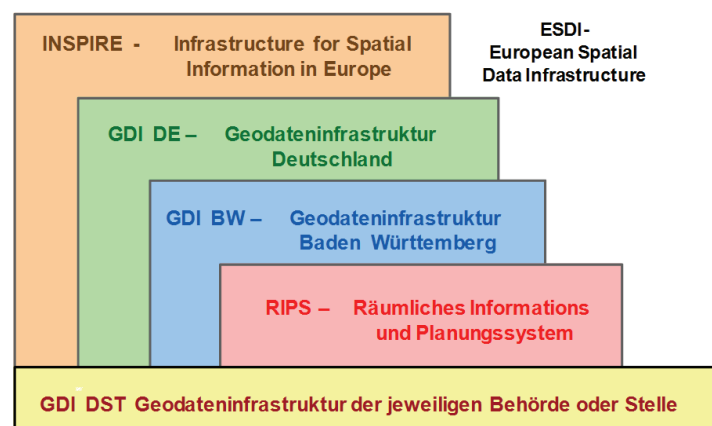 INSPIRE - Infrastructure for Spatial
Information in Europe
ESDI-
European Spatial
Data Infrastructure
GDI DE – Geodateninfrastruktur
Deutschland
GDI BW – Geodateninfrastruktur
Baden Württemberg
RIPS – Räumliches Informations
und Planungssystem
GDI DST Geodateninfrastruktur der jeweiligen Behörde oder Stelle